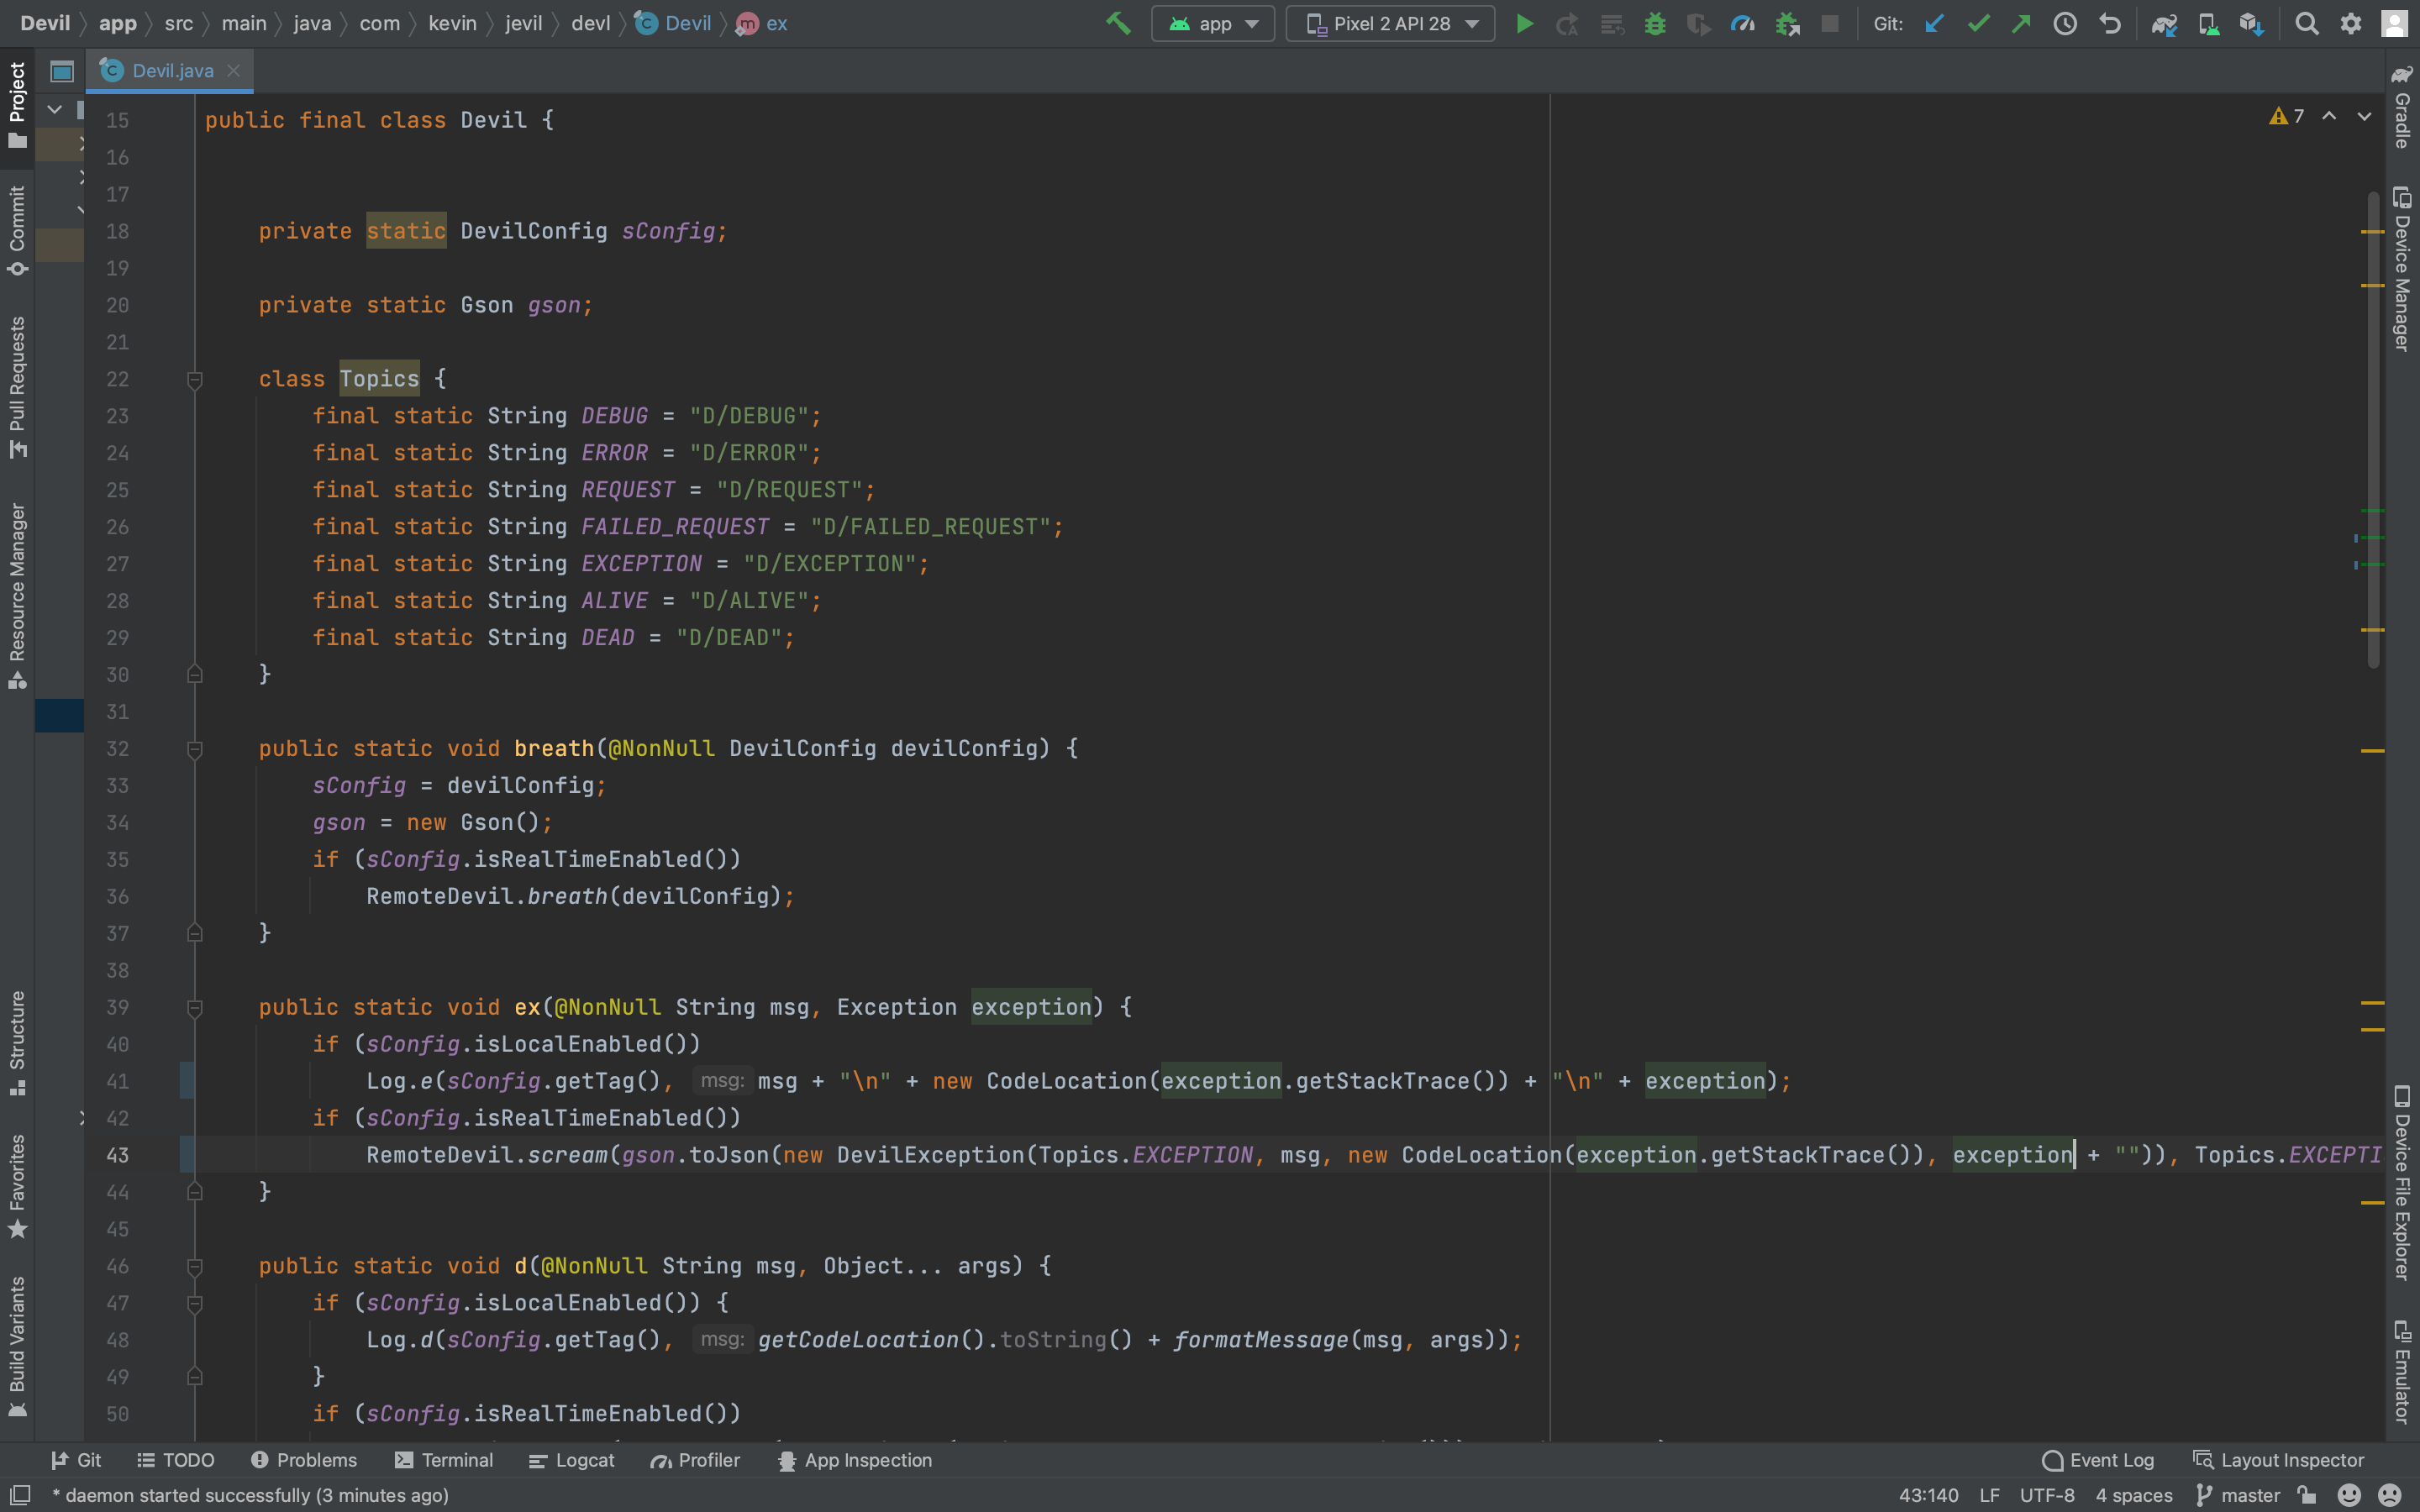 Devil app src main java com kevin jevil devl Devil ex app Pixel 2 API 28 Git:
Devil.java
Project
Commit
Pull Requests
Resource Manager
Structure
Favorites
Build Variants
7
15 public final class Devil {
16
17
18 private static DevilConfig sConfig;
19
20 private static Gson gson;
21
22 class Topics {
23 final static String DEBUG = "D/DEBUG";
24 final static String ERROR = "D/ERROR";
25 final static String REQUEST = "D/REQUEST";
26 final static String FAILED_REQUEST = "D/FAILED_REQUEST";
27 final static String EXCEPTION = "D/EXCEPTION";
28 final static String ALIVE = "D/ALIVE";
29 final static String DEAD = "D/DEAD";
30 }
31
32 public static void breath(@NonNull DevilConfig devilConfig) {
33 sConfig = devilConfig;
34 gson = new Gson();
35 if (sConfig.isRealTimeEnabled())
36 RemoteDevil.breath(devilConfig);
37 }
38
39 public static void ex(@NonNull String msg, Exception exception) {
40 if (sConfig.isLocalEnabled())
41 Log.e(sConfig.getTag(), msg: msg + "\n" + new CodeLocation(exception.getStackTrace()) + "\n" + exception);
42 if (sConfig.isRealTimeEnabled())
43 RemoteDevil.scream(gson.toJson(new DevilException(Topics.EXCEPTION, msg, new CodeLocation(exception.getStackTrace()), exception + "")), Topics.EXCEPTI
44 }
45
46 public static void d(@NonNull String msg, Object... args) {
47 if (sConfig.isLocalEnabled()) {
48 Log.d(sConfig.getTag(), msg: getCodeLocation().toString() + formatMessage(msg, args));
49 }
50 if (sConfig.isRealTimeEnabled())
Gradle
Device Manager
Device File Explorer
Emulator
Git TODO Problems Terminal Logcat Profiler App Inspection Event Log Layout Inspector
* daemon started successfully (3 minutes ago) 43:140 LF UTF-8 4 spaces master